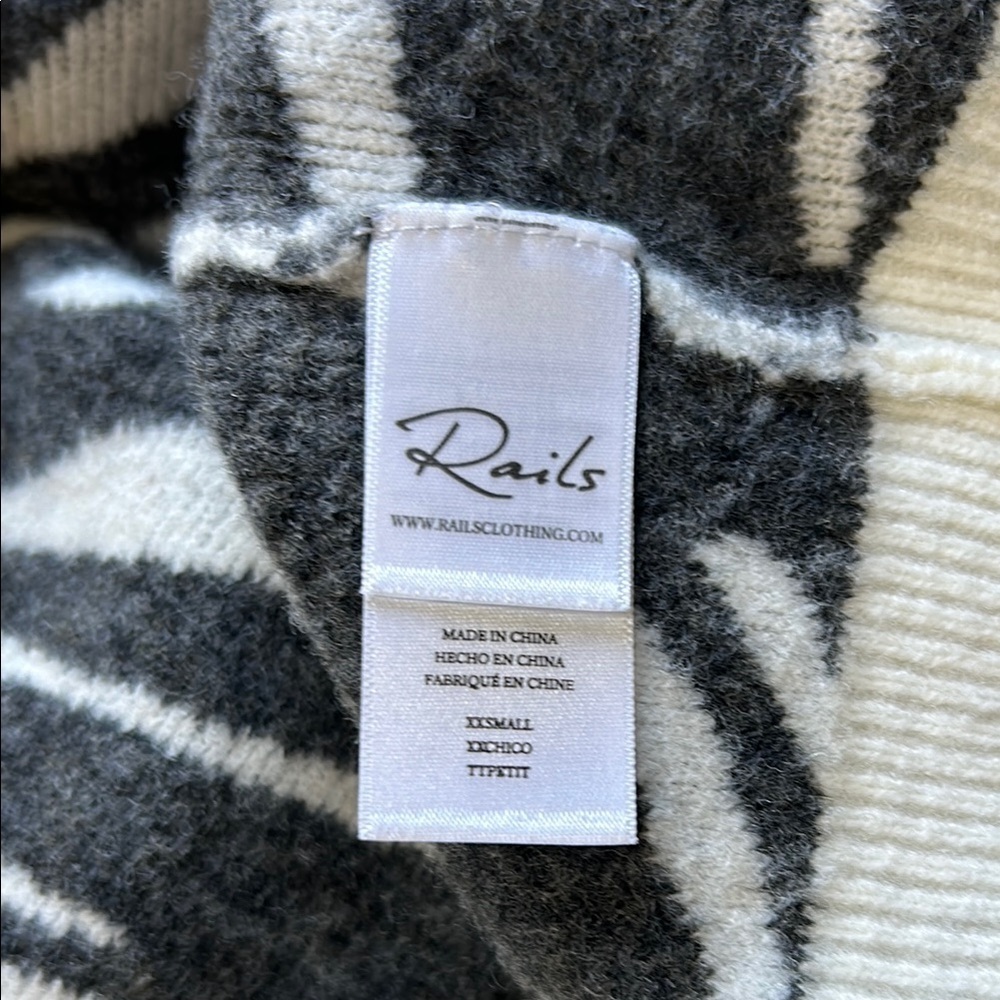 Rails
WWW.RAILSCLOTHING.COM
MADE IN CHINA
HECHO EN CHINA
FABRIQUÉ EN CHINE
XXSMALL
XXCHICO
TTPETIT